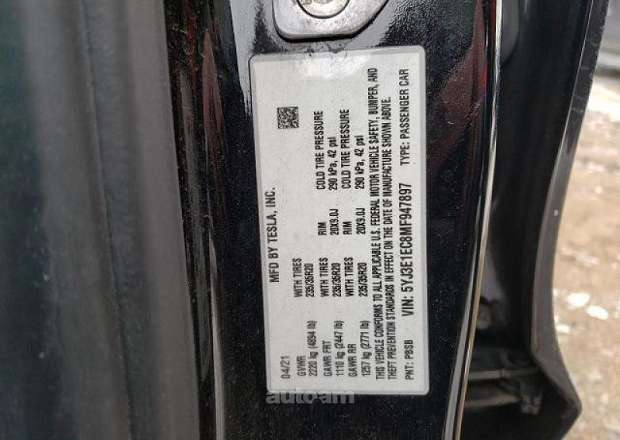 MFD BY TESLA, INC.
04/21
GVWR
2220 kg (4894 lb)
WITH TIRES
235/35R20
RIM
20X9.0J
COLD TIRE PRESSURE
290 kPa, 42 psi
GAWR FRT
1110 kg (2447 lb)
WITH TIRES
235/35R20
RIM
20X9.0J
COLD TIRE PRESSURE
290 kPa, 42 psi
GAWR RR
1257 kg (2771 lb)
WITH TIRES
235/35R20
RIM
20X9.0J
COLD TIRE PRESSURE
290 kPa, 42 psi
THIS VEHICLE CONFORMS TO ALL APPLICABLE U.S. FEDERAL MOTOR VEHICLE SAFETY, BUMPER, AND
THEFT PREVENTION STANDARDS IN EFFECT ON THE DATE OF MANUFACTURE SHOWN ABOVE.
VIN: 5YJ3E1EC8MF947897 TYPE: PASSENGER CAR
PNT: PBSB
auto.am